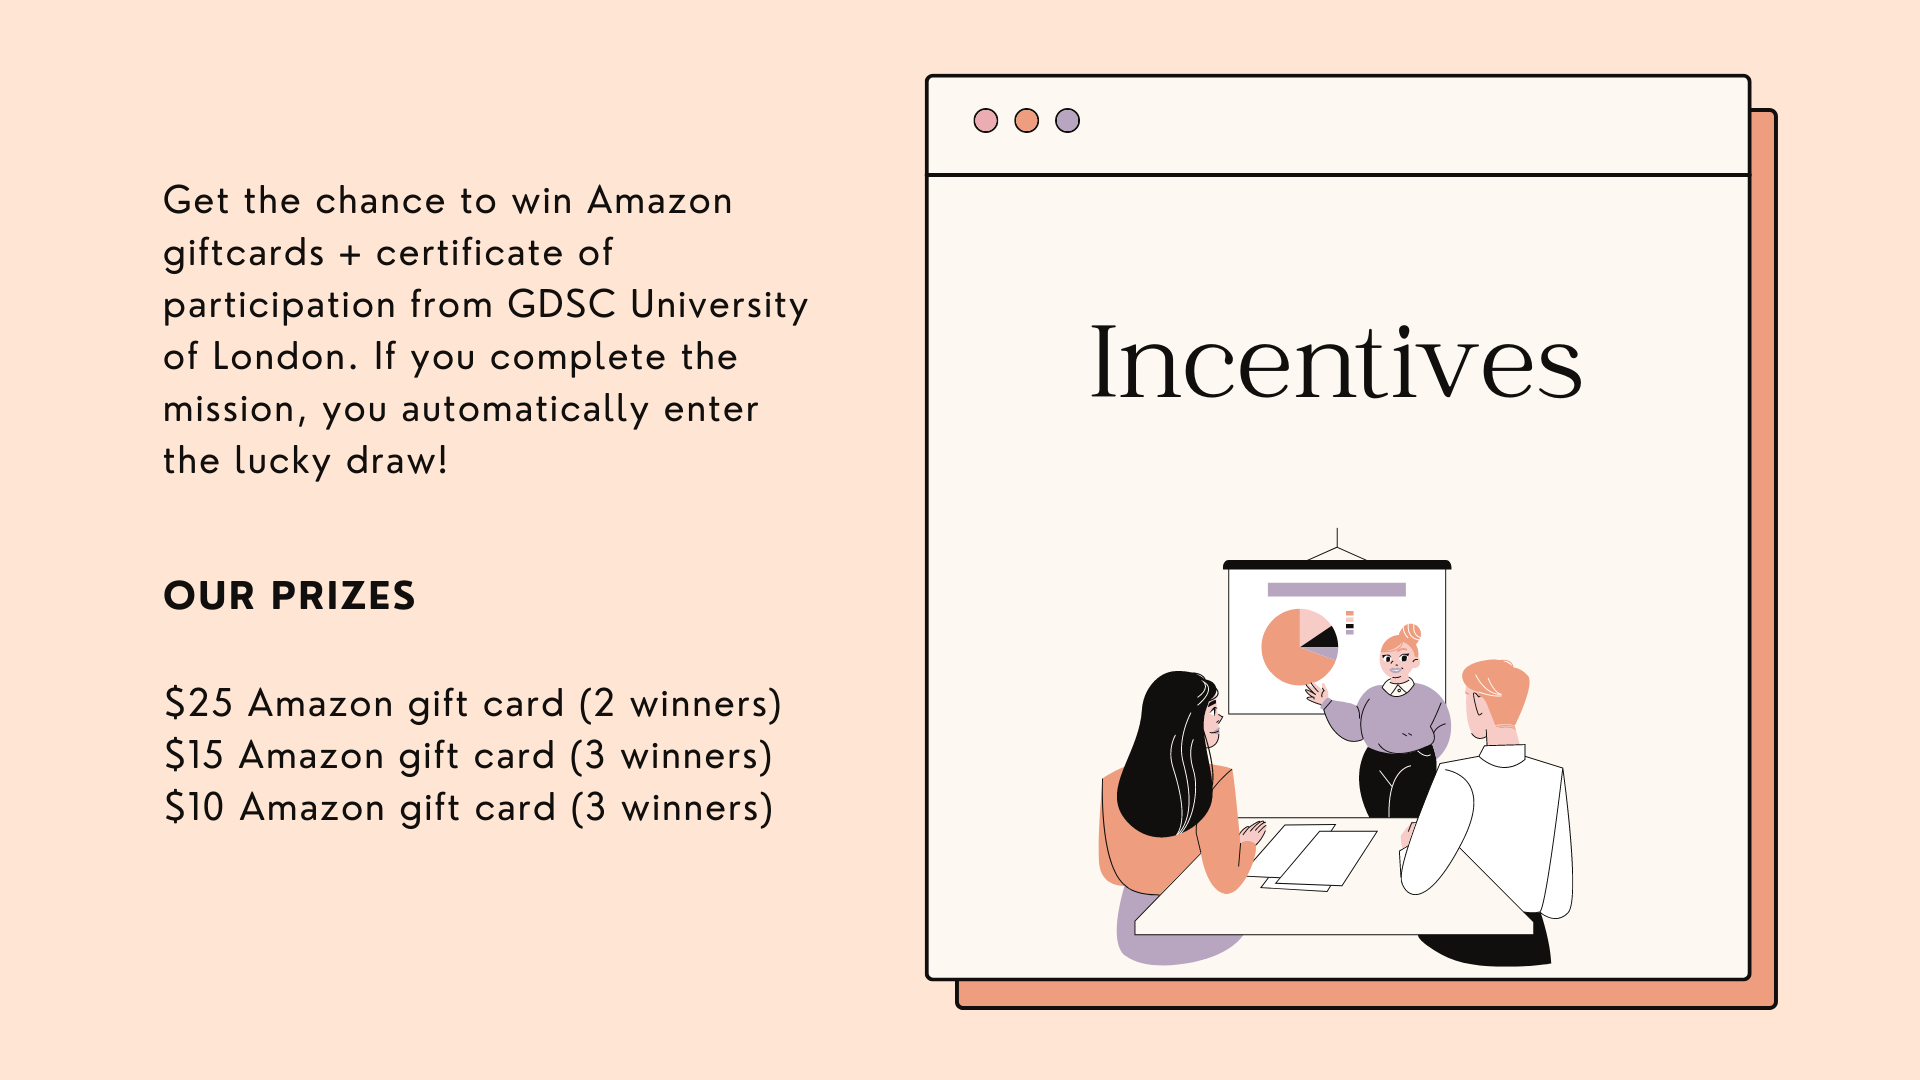 Get the chance to win Amazon
giftcards + certificate of
participation from GDSC University
of London. If you complete the
mission, you automatically enter
the lucky draw!
OUR PRIZES
$25 Amazon gift card (2 winners)
$15 Amazon gift card (3 winners)
$10 Amazon gift card (3 winners)
Incentives